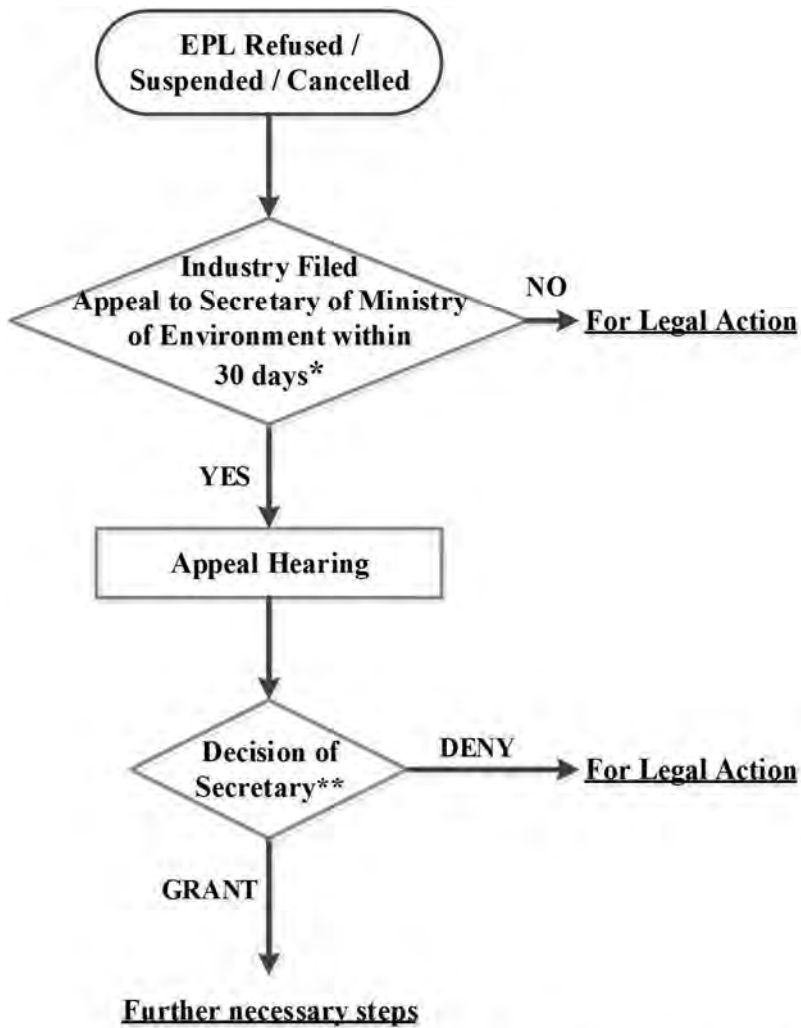 EPL Refused /
Suspended / Cancelled
Industry Filed
Appeal to Secretary of Ministry
of Environment within
30 days*
NO
For Legal Action
YES
Appeal Hearing
Decision of
Secretary**
DENY
For Legal Action
GRANT
Further necessary steps